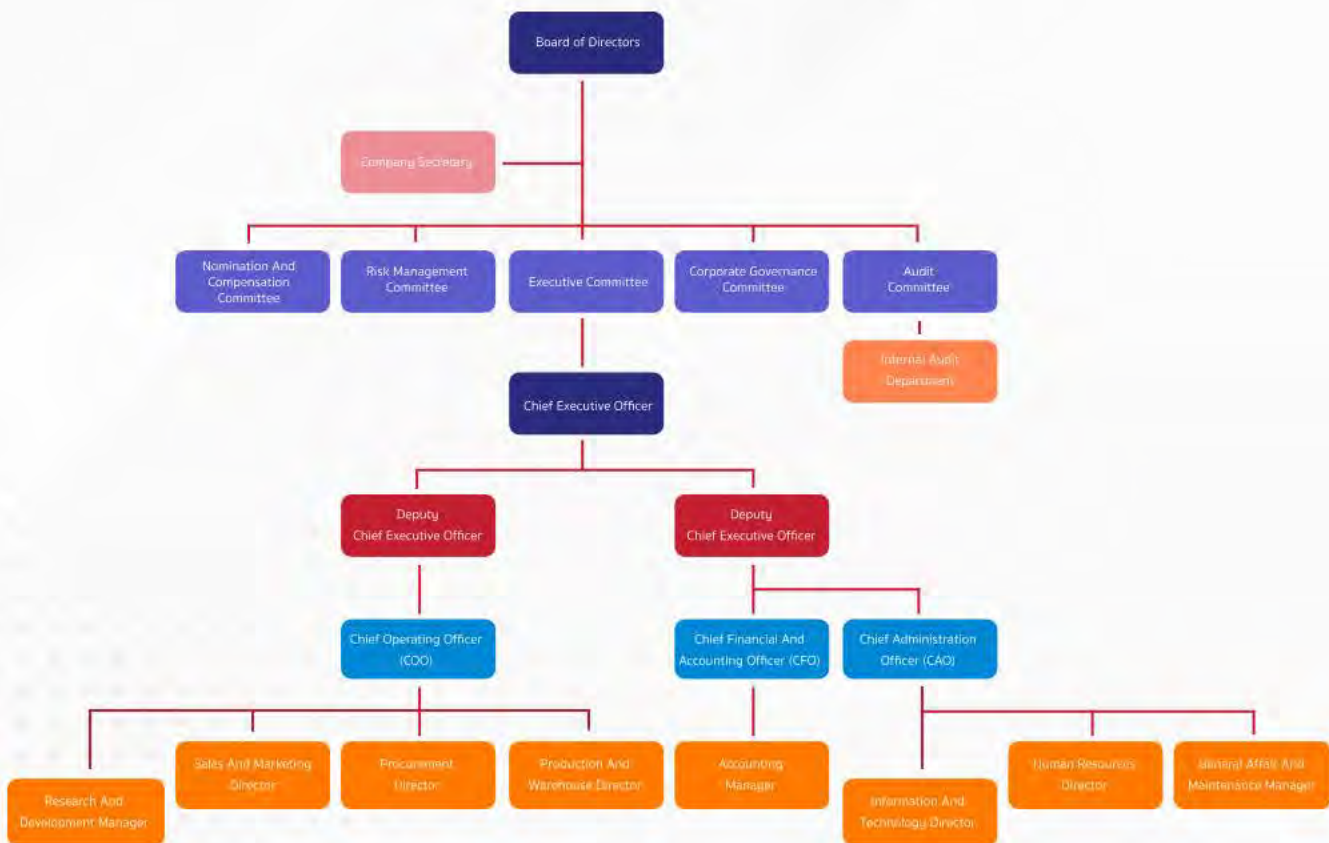 Board of Directors
Company Secretary
Nomination And
Compensation
Committee
Risk Management
Committee
Executive Committee
Corporate Governance
Committee
Audit
Committee
Internal Audit
Department
Chief Executive Officer
Deputy
Chief Executive Officer
Deputy
Chief Executive Officer
Chief Operating Officer
(COO)
Chief Financial And
Accounting Officer (CFO)
Chief Administration
Officer (CAO)
Research And
Development Manager
Sales And Marketing
Director
Procurement
Director
Production And
Warehouse Director
Accounting
Manager
Information And
Technology Director
Human Resources
Director
General Affair And
Maintenance Manager